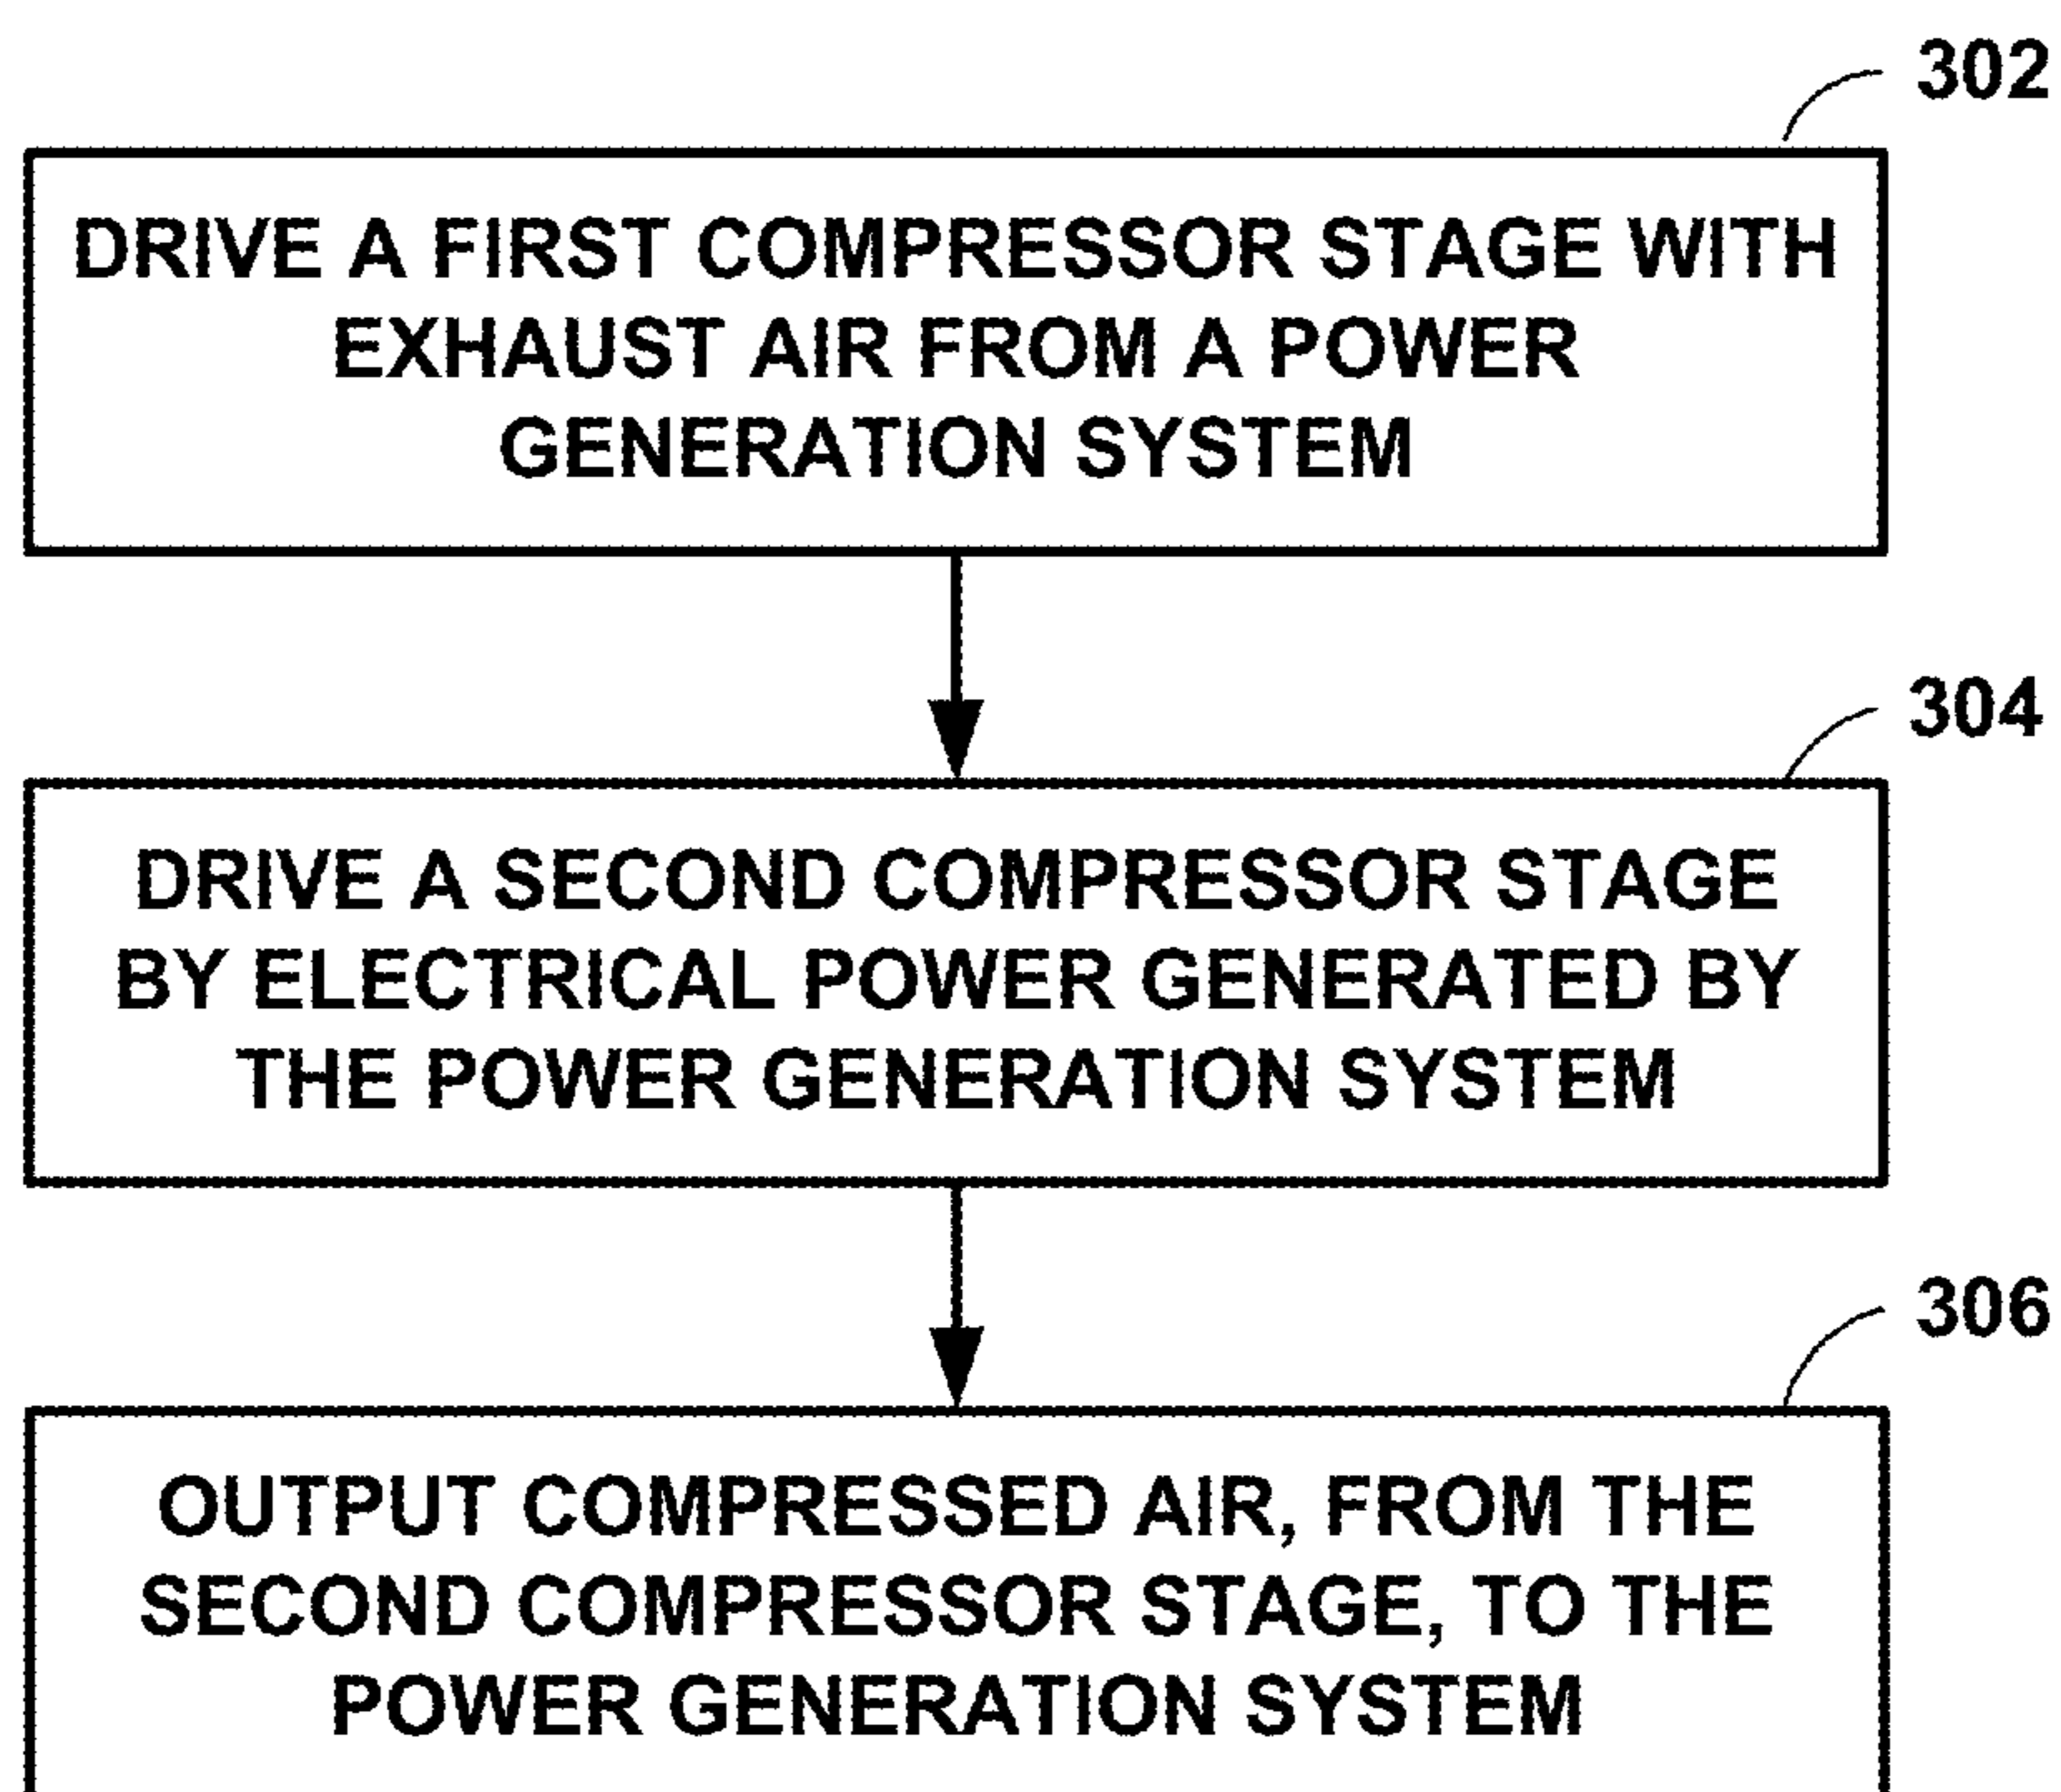 302
DRIVE A FIRST COMPRESSOR STAGE WITH
EXHAUST AIR FROM A POWER
GENERATION SYSTEM
304
DRIVE A SECOND COMPRESSOR STAGE
BY ELECTRICAL POWER GENERATED BY
THE POWER GENERATION SYSTEM
306
OUTPUT COMPRESSED AIR, FROM THE
SECOND COMPRESSOR STAGE, TO THE
POWER GENERATION SYSTEM